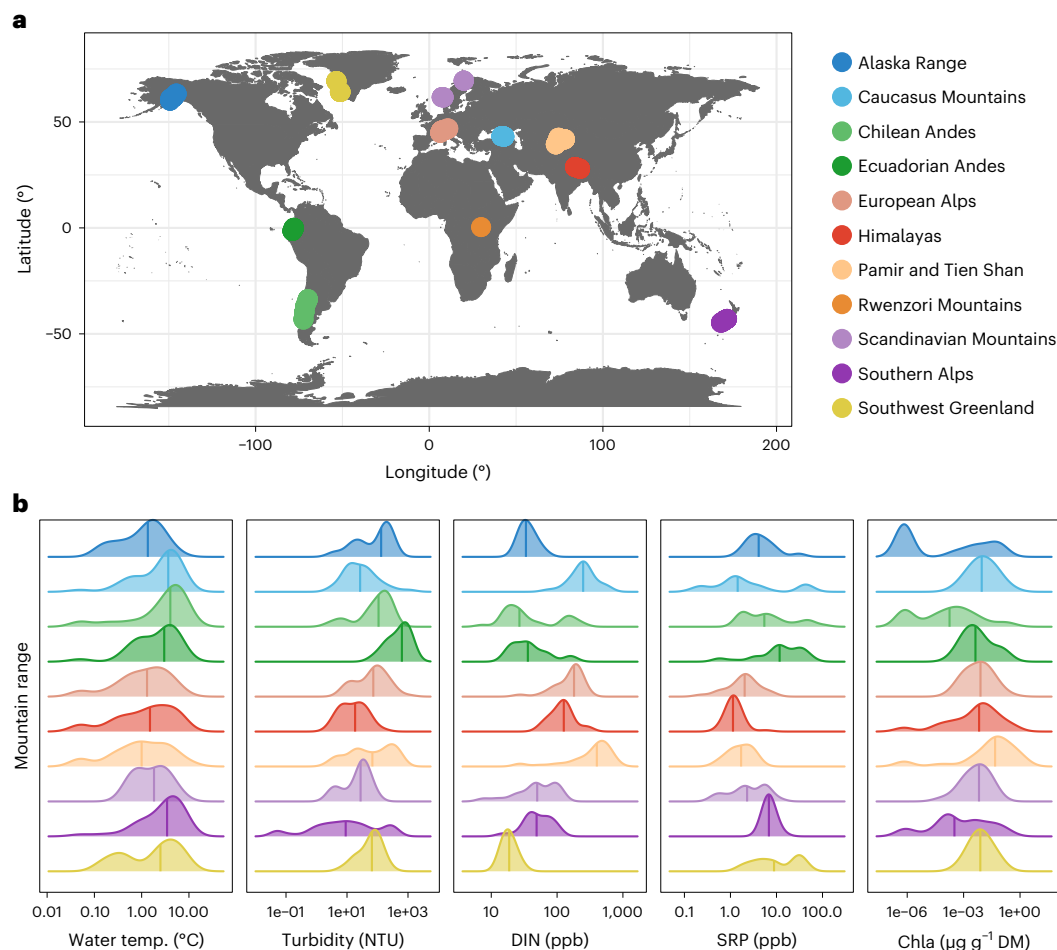 a
Latitude (°)
50
0
−50
−100
0
100
200
Longitude (°)
Alaska Range
Caucasus Mountains
Chilean Andes
Ecuadorian Andes
European Alps
Himalayas
Pamir and Tien Shan
Rwenzori Mountains
Scandinavian Mountains
Southern Alps
Southwest Greenland
b
Mountain range
0.01 0.10 1.00 10.00
Water temp. (°C)
1e−01 1e+01 1e+03
Turbidity (NTU)
10 100 1,000
DIN (ppb)
0.1 1.0 10.0 100.0
SRP (ppb)
1e−06 1e−03 1e+00
Chla (µg g⁻¹ DM)